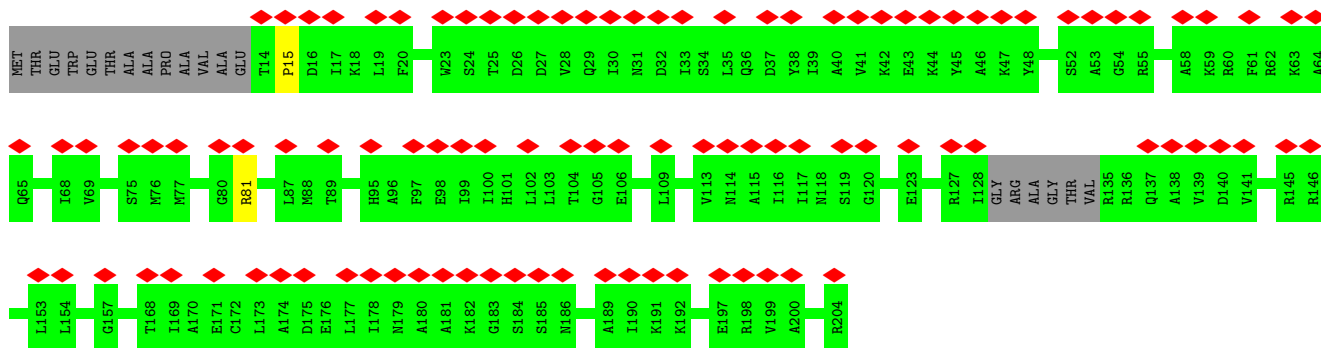 MET THR GLU TRP GLU THR ALA ALA PRO ALA VAL ALA GLU T14 P15 D16 I17 K18 L19 F20 W23 S24 T25 D26 D27 V28 Q29 I30 N31 D32 I33 S34 L35 Q36 D37 Y38 I39 A40 V41 K42 E43 K44 Y45 A46 K47 Y48 S52 A53 G54 R55 A58 K59 R60 F61 R62 K63 A64
Q65 I68 V69 S75 M76 M77 G80 R81 L87 M88 T89 H95 A96 F97 E98 I99 I100 H101 L102 L103 T104 G105 E106 L109 V113 N114 A115 I116 I117 N118 S119 G120 E123 R127 I128 GLY ARG ALA GLY THR VAL R135 R136 Q137 A138 V139 D140 V141 R145 R146
L153 L154 G157 T168 I169 A170 E171 C172 L173 A174 D175 E176 L177 I178 N179 A180 A181 K182 G183 S184 S185 N186 A189 I190 K191 K192 E197 R198 V199 A200 R204